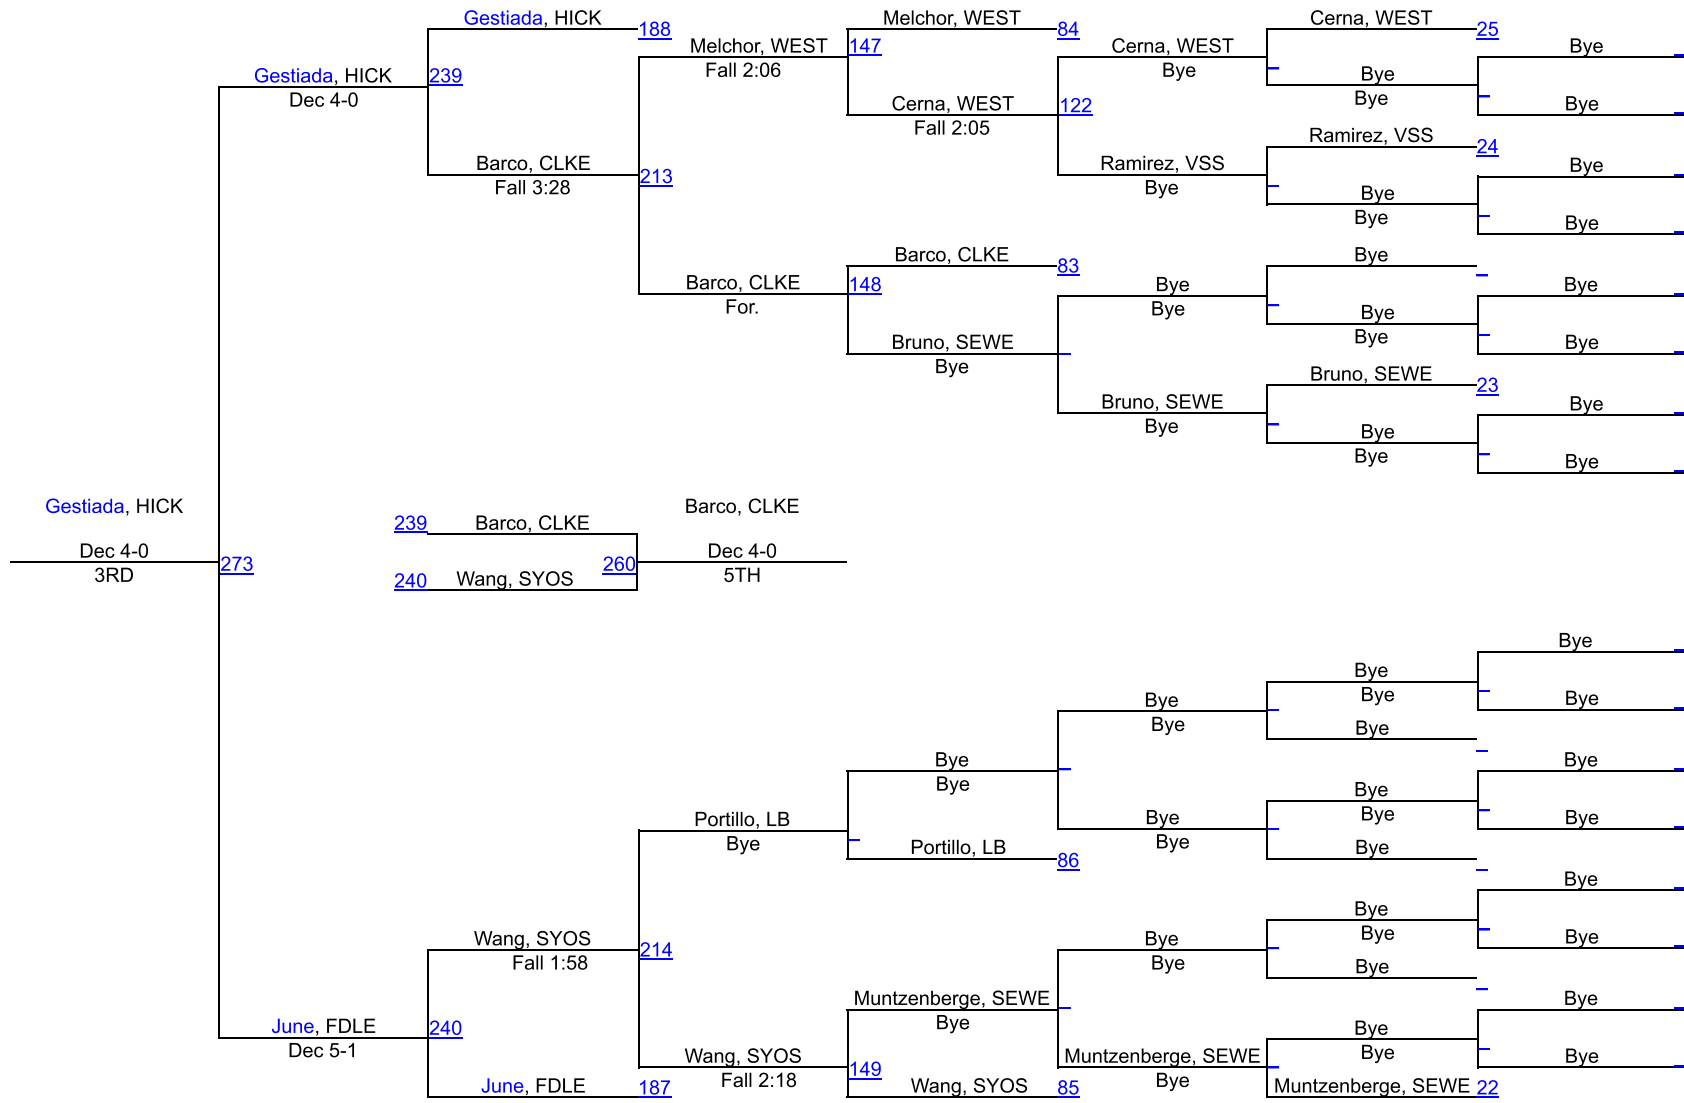 Gestiada, HICK
188
Melchor, WEST
84
Cerna, WEST
25
Melchor, WEST
147
Cerna, WEST
Bye
Fall 2:06
Bye
Gestiada, HICK
239
Bye
Dec 4-0
Bye
Cerna, WEST
122
Bye
Fall 2:05
Ramirez, VSS
24
Barco, CLKE
213
Ramirez, VSS
Bye
Fall 3:28
Bye
Bye
Bye
Bye
Barco, CLKE
83
Bye
Barco, CLKE
148
Bye
Bye
For.
Bye
Bye
Bruno, SEWE
Bye
Bye
Bye
Bruno, SEWE
23
Bruno, SEWE
Bye
Bye
Bye
Bye
Bye
Gestiada, HICK
Barco, CLKE
239
Barco, CLKE
Dec 4-0
273
260
Dec 4-0
3RD
240
Wang, SYOS
5TH
Bye
Bye
Bye
Bye
Bye
Bye
Bye
Bye
Bye
Bye
Bye
Portillo, LB
Bye
Bye
Bye
Bye
Bye
Portillo, LB
86
Bye
Bye
Bye
Bye
Wang, SYOS
214
Bye
Bye
Fall 1:58
Bye
Bye
Muntzenberge, SEWE
Bye
Bye
June, FDLE
240
Bye
Dec 5-1
Bye
Wang, SYOS
149
Muntzenberge, SEWE
Bye
Fall 2:18
Bye
June, FDLE
187
Wang, SYOS
85
Muntzenberge, SEWE
22